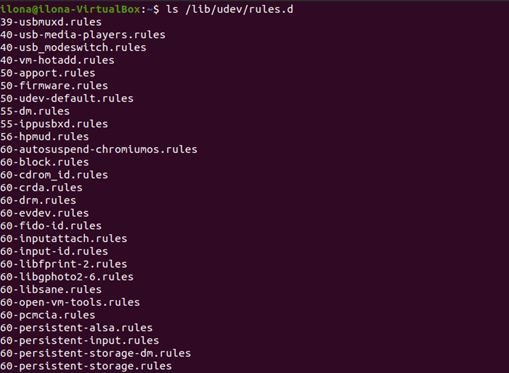 ilona@ilona-VirtualBox:~$ ls /lib/udev/rules.d
39-usbmuxd.rules
40-usb-media-players.rules
40-usb_modeswitch.rules
40-vm-hotadd.rules
50-apport.rules
50-firmware.rules
50-udev-default.rules
55-dm.rules
55-ippusbxd.rules
56-hpmud.rules
60-autosuspend-chromiumos.rules
60-block.rules
60-cdrom_id.rules
60-crda.rules
60-drm.rules
60-evdev.rules
60-fido-id.rules
60-inputattach.rules
60-input-id.rules
60-libfprint-2.rules
60-libgphoto2-6.rules
60-libsane.rules
60-open-vm-tools.rules
60-pcmcia.rules
60-persistent-alsa.rules
60-persistent-input.rules
60-persistent-storage-dm.rules
60-persistent-storage.rules